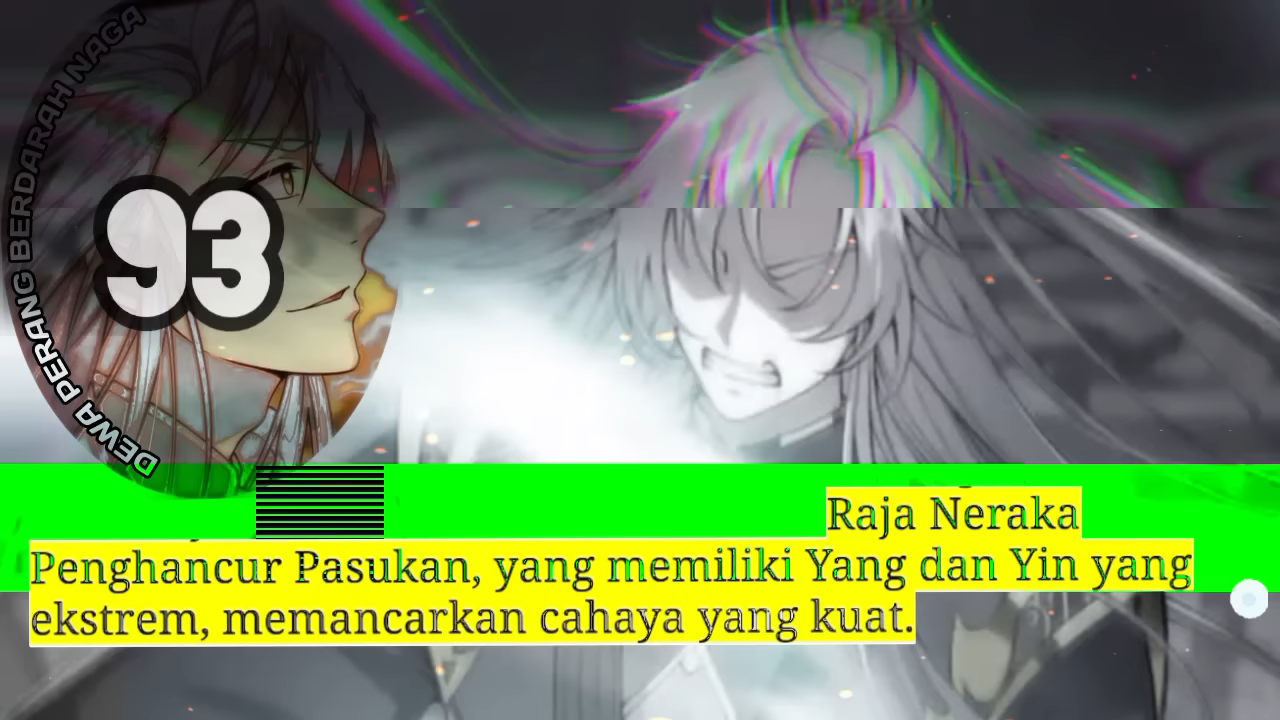 DEWA PERANG BERDARAH NAGA
93
Raja Neraka
Penghancur Pasukan, yang memiliki Yang dan Yin yang
ekstrem, memancarkan cahaya yang kuat.